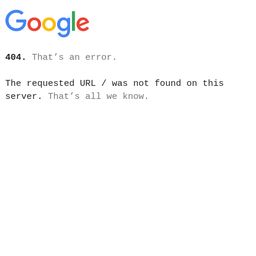 Google
404. That's an error.
The requested URL / was not found on this
server. That's all we know.